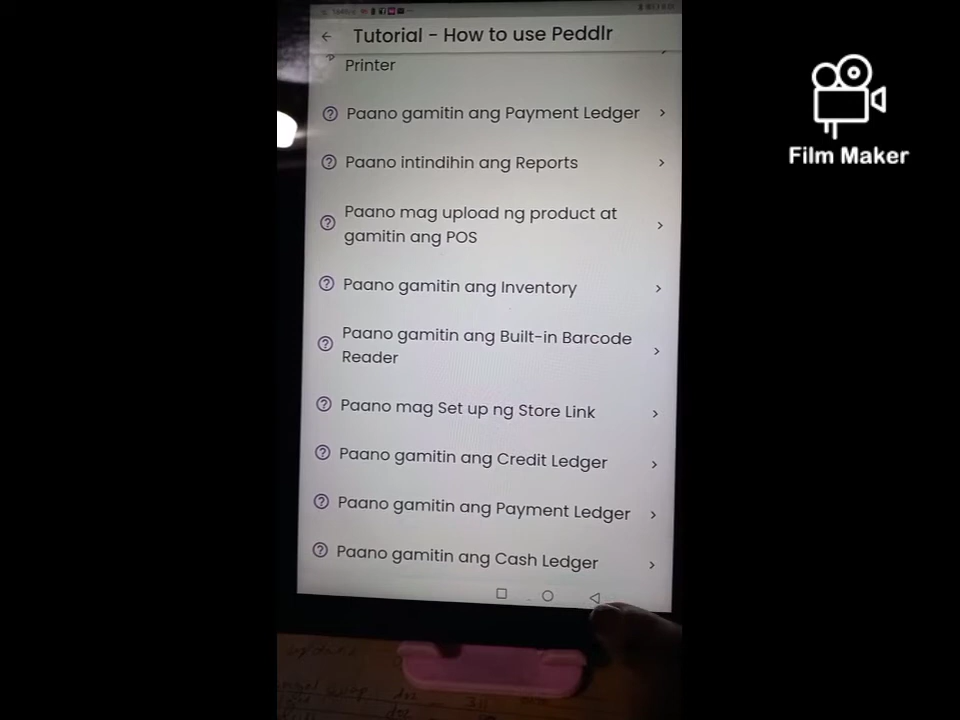 Tutorial - How to use Peddlr
Printer
Paano gamitin ang Payment Ledger
Paano intindihin ang Reports
Paano mag upload ng product at
gamitin ang POS
Paano gamitin ang Inventory
Paano gamitin ang Built-in Barcode
Reader
Paano mag Set up ng Store Link
Paano gamitin ang Credit Ledger
Paano gamitin ang Payment Ledger
Paano gamitin ang Cash Ledger
Film Maker